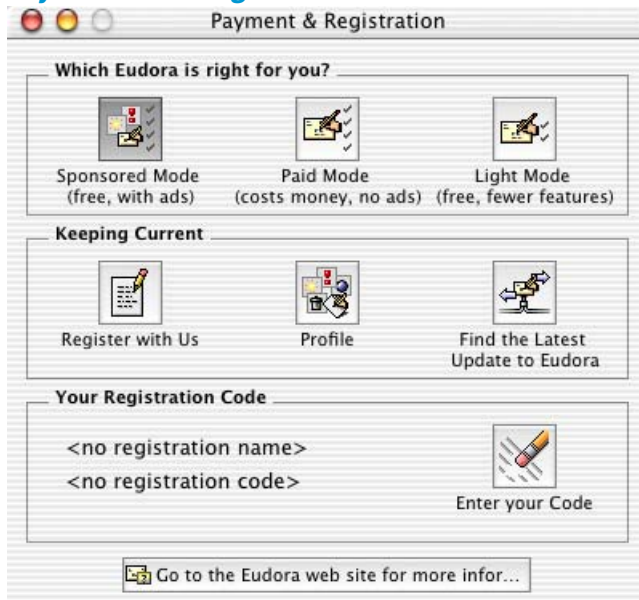 Payment & Registration
Which Eudora is right for you?
Sponsored Mode
(free, with ads)
Paid Mode
(costs money, no ads)
Light Mode
(free, fewer features)
Keeping Current
Register with Us
Profile
Find the Latest
Update to Eudora
Your Registration Code
<no registration name>
<no registration code>
Enter your Code
Go to the Eudora web site for more infor...